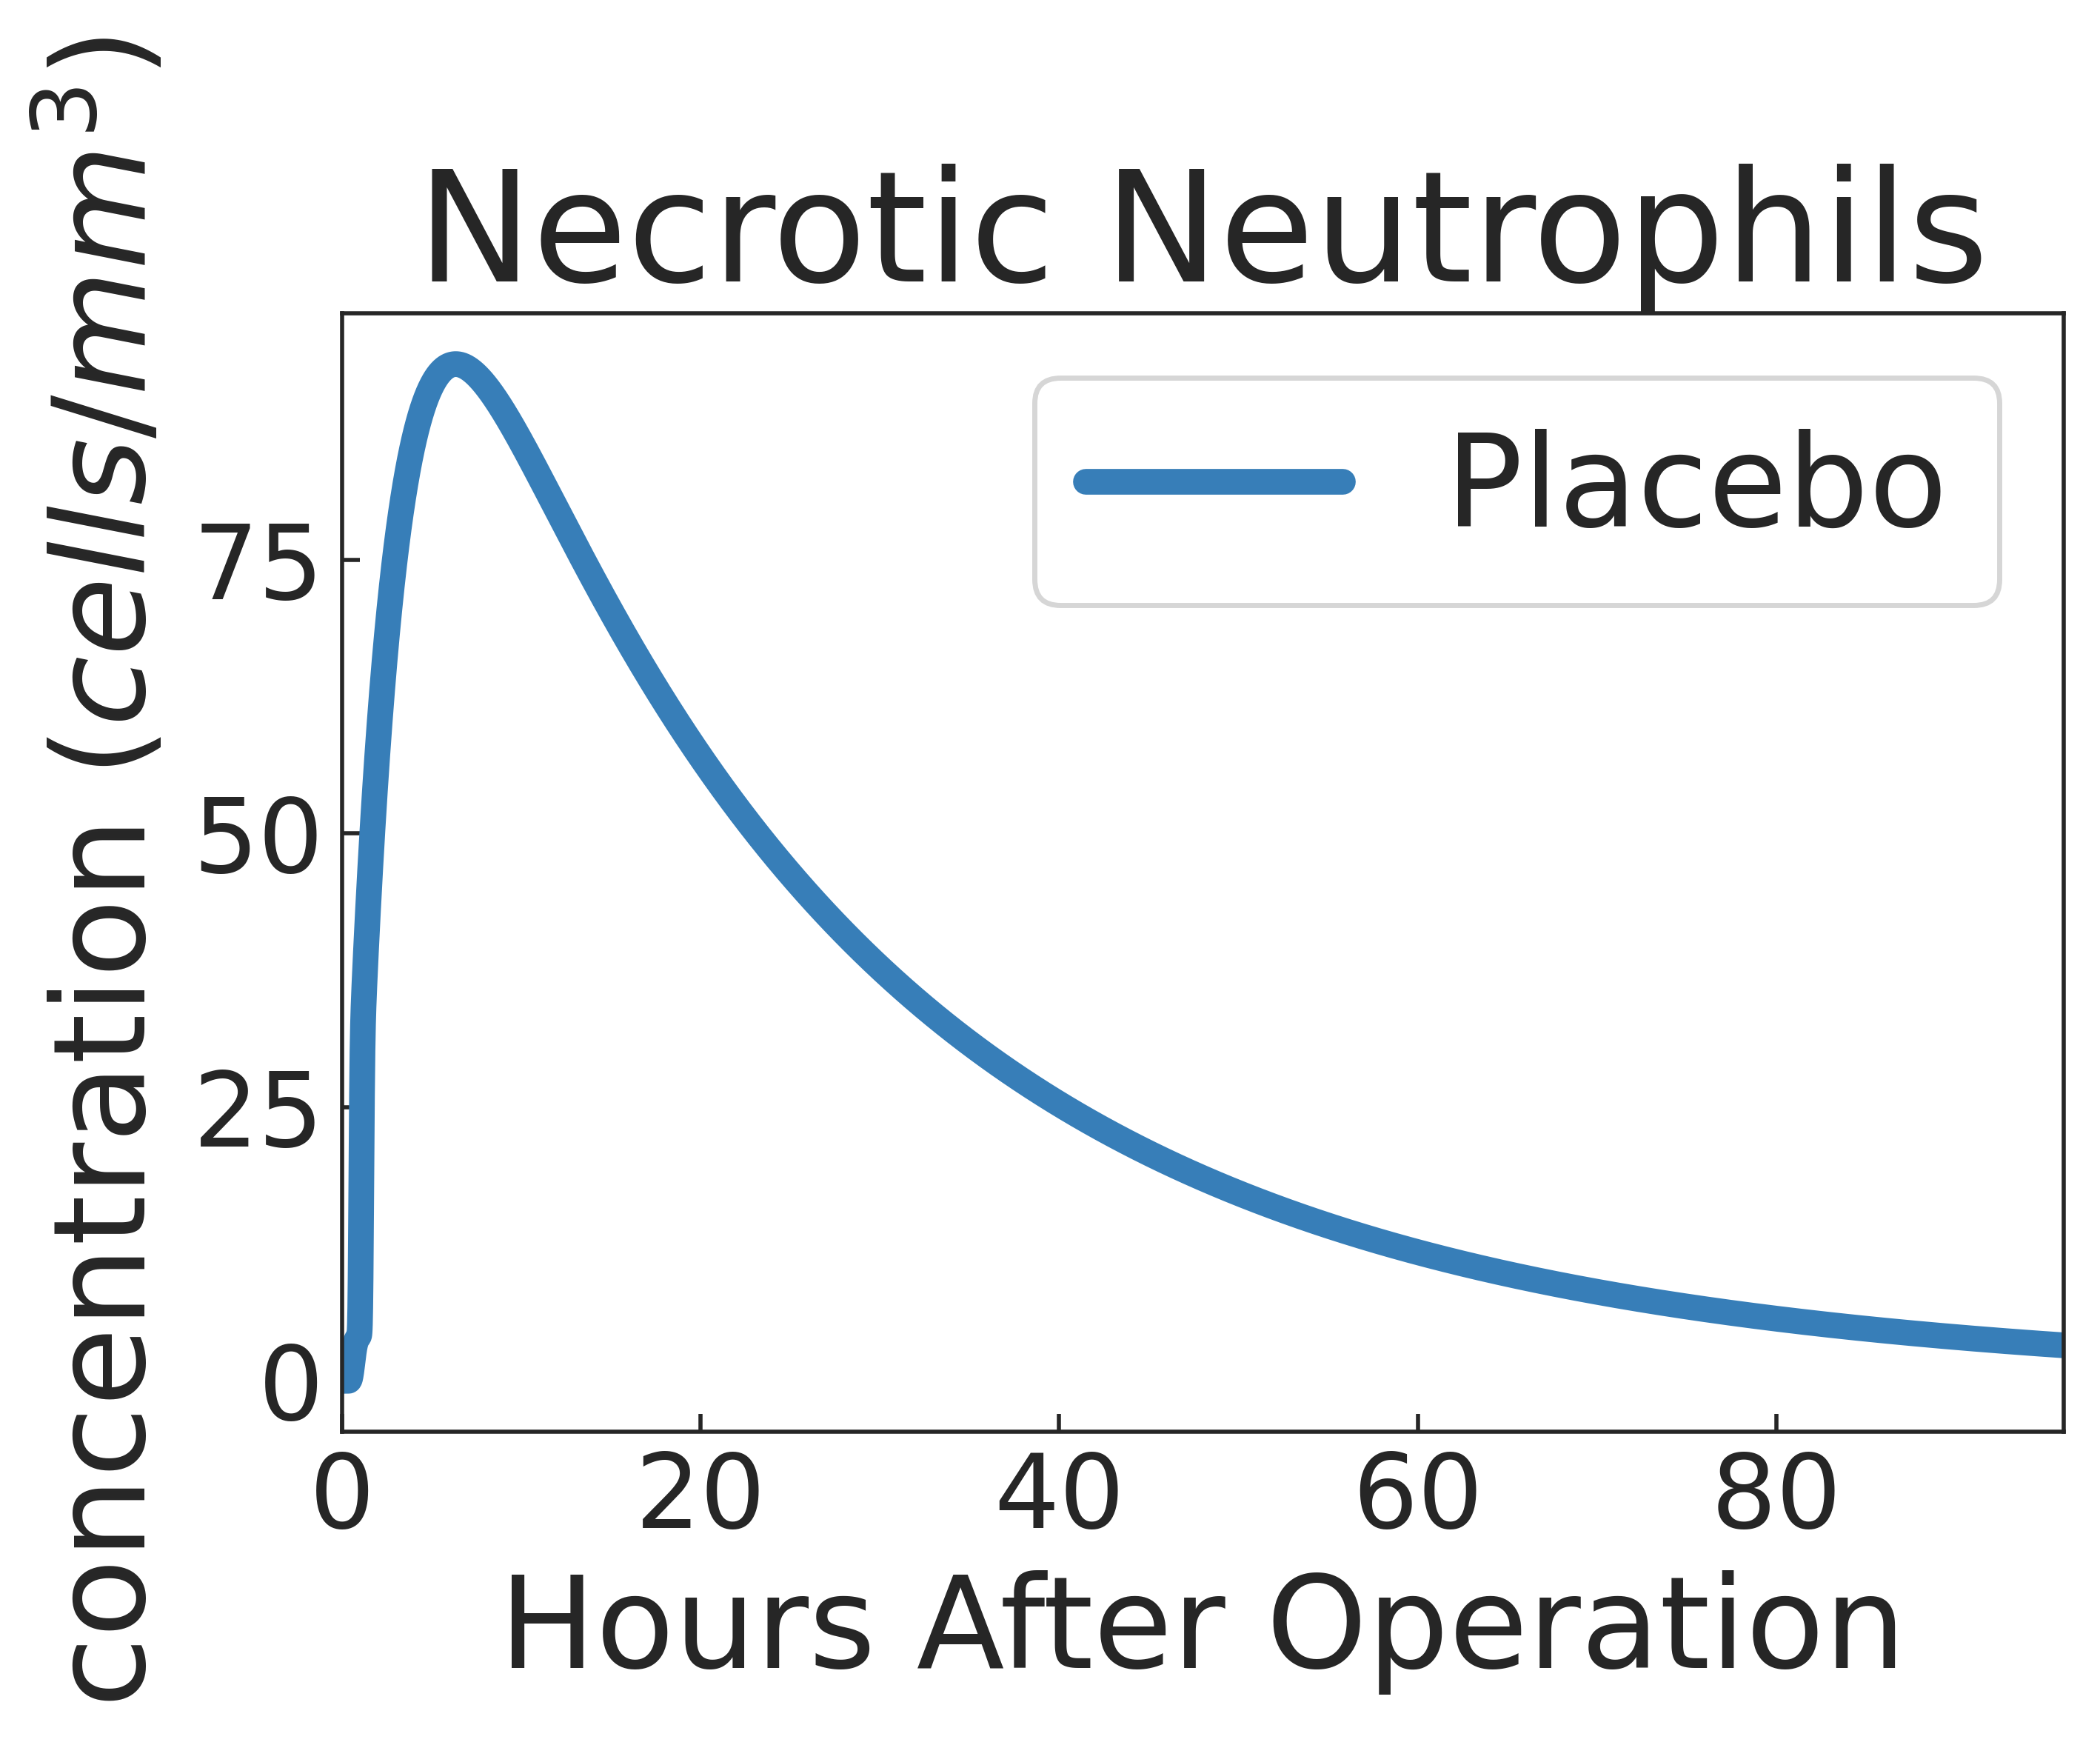 Necrotic Neutrophils
concentration (cells/mm³)
Placebo
75
50
25
0
0 20 40 60 80
Hours After Operation